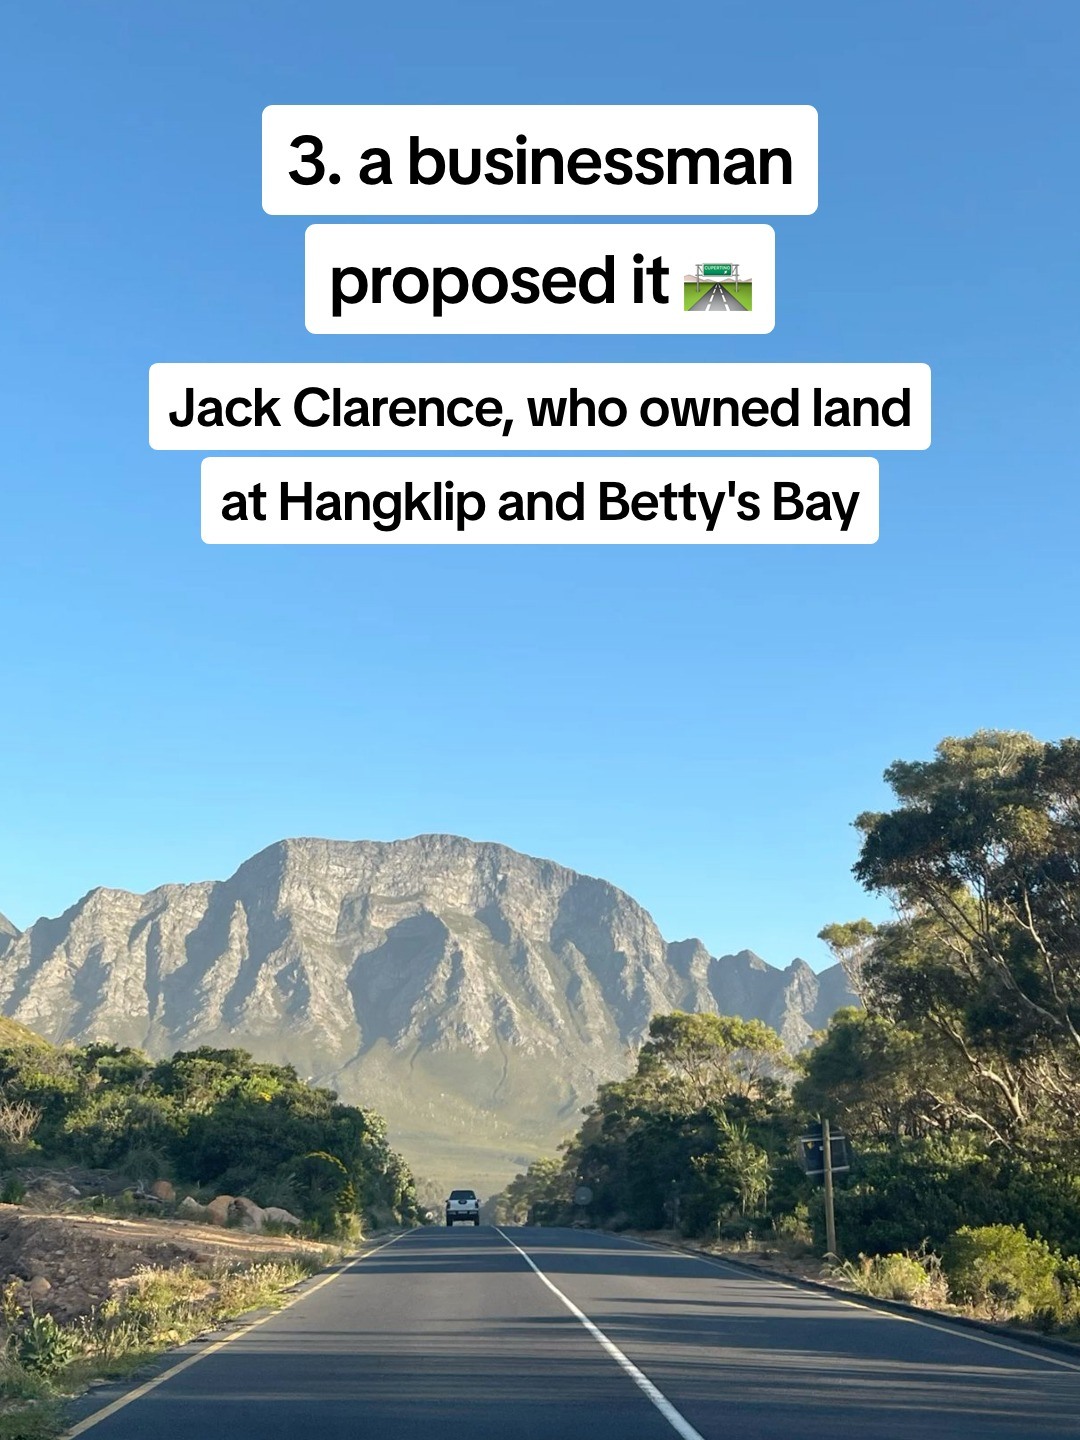 3. a businessman
proposed it 🛣️
Jack Clarence, who owned land
at Hangklip and Betty's Bay